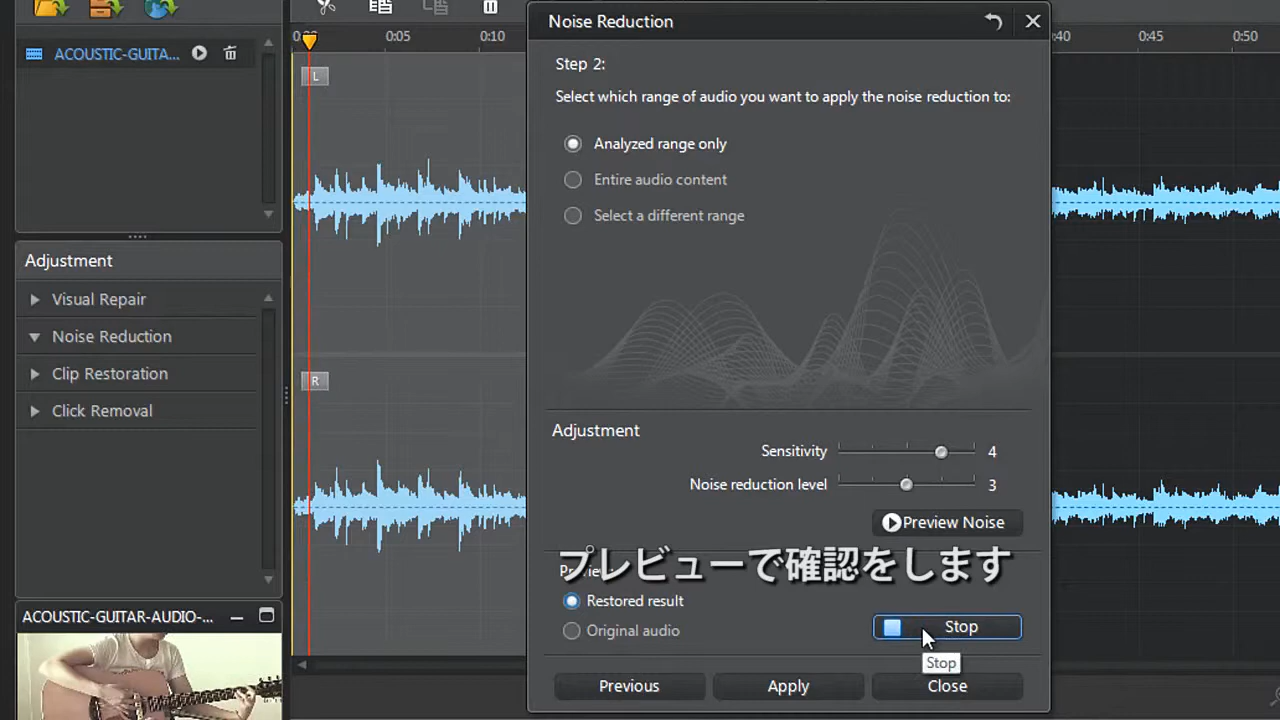 Noise Reduction
0:05
0:10
:40
0:45
0:50
ACOUSTIC-GUITA...
L
Step 2:
Select which range of audio you want to apply the noise reduction to:
Analyzed range only
Entire audio content
Select a different range
Adjustment
Visual Repair
Noise Reduction
Clip Restoration
Click Removal
R
Adjustment
Sensitivity 4
Noise reduction level 3
Preview Noise
プレビューで確認をします
Restored result
Original audio
Stop
Stop
ACOUSTIC-GUITAR-AUDIO-...
Previous
Apply
Close